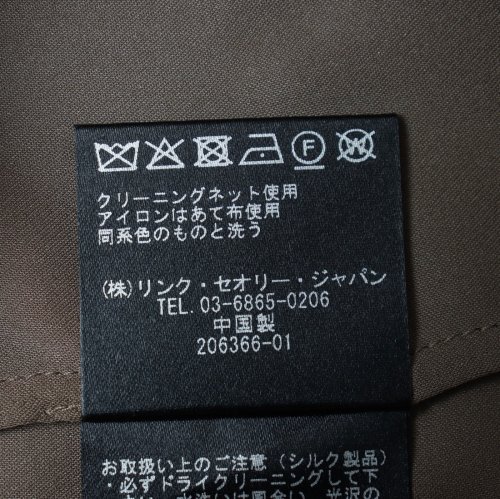 クリーニングネット使用
アイロンはあて布使用
同系色のものと洗う
(株)リンク・セオリー・ジャパン
TEL. 03-6865-0206
中国製
206366-01
お取扱い上のご注意(シルク製品)
・必ずドライクリーニングして下